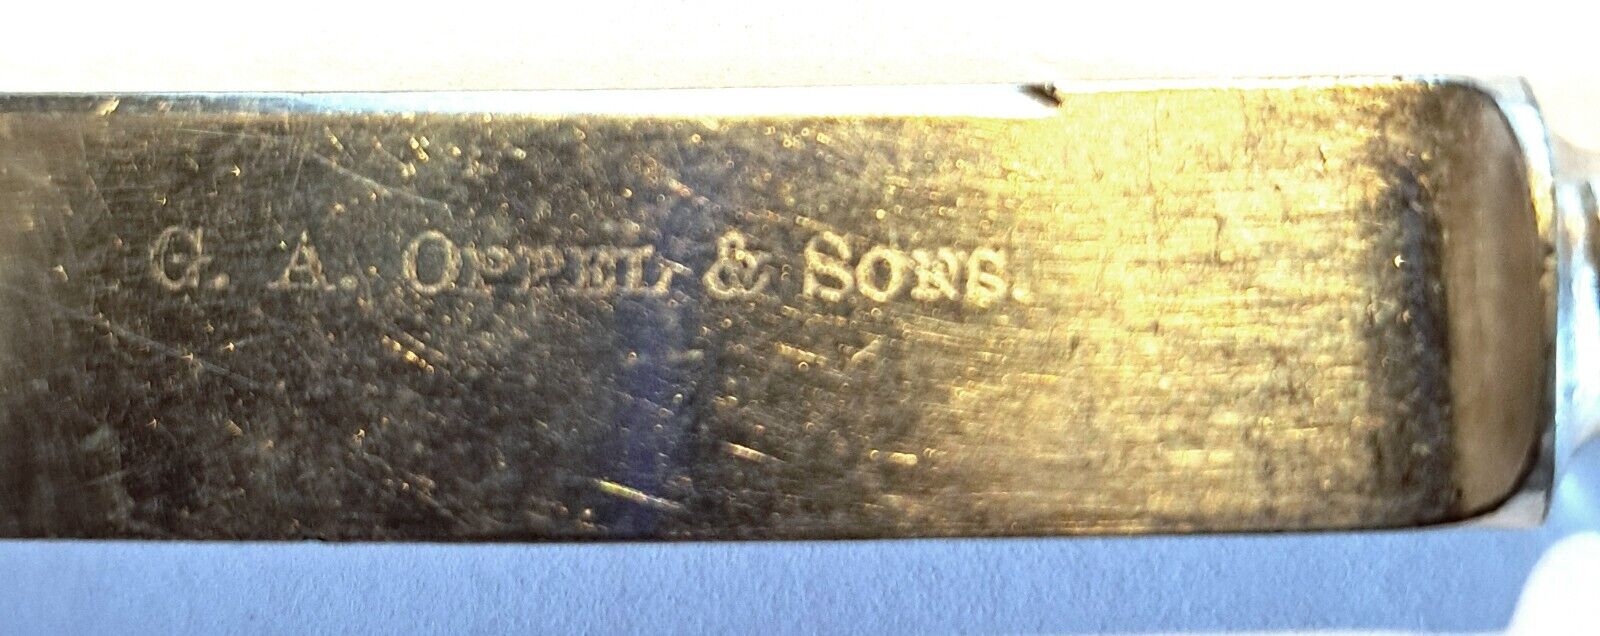 G. A. OPPEL & SONS.